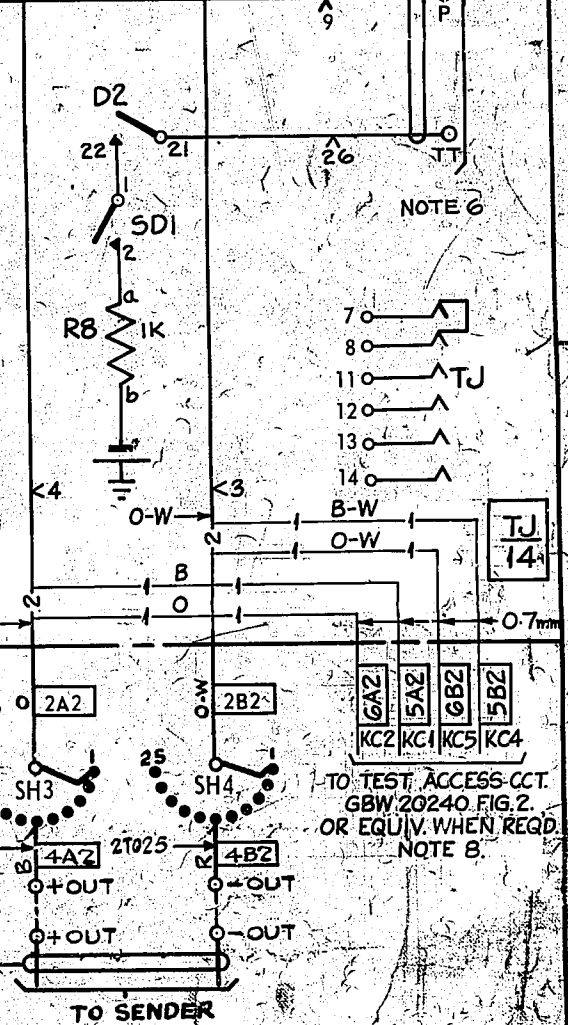 9
P
D2
22
21
26
TT
1
SD1
NOTE 6
2
a
R8
1K
b
7
8
11
TJ
12
13
14
<4
<3
O-W
B-W
2
O-W
TJ
14
B
2
O
0.7mm
O
2A2
O-W
2B2
6A2
5A2
6B2
5B2
KC2
KC1
KC5
KC4
1
25
1
SH3
SH4
TO TEST ACCESS CCT.
GBW 20240 FIG.2.
OR EQUIV. WHEN REQD.
NOTE 8.
B
4A2
2TO25
R
4B2
+OUT
-OUT
+OUT
-OUT
TO SENDER